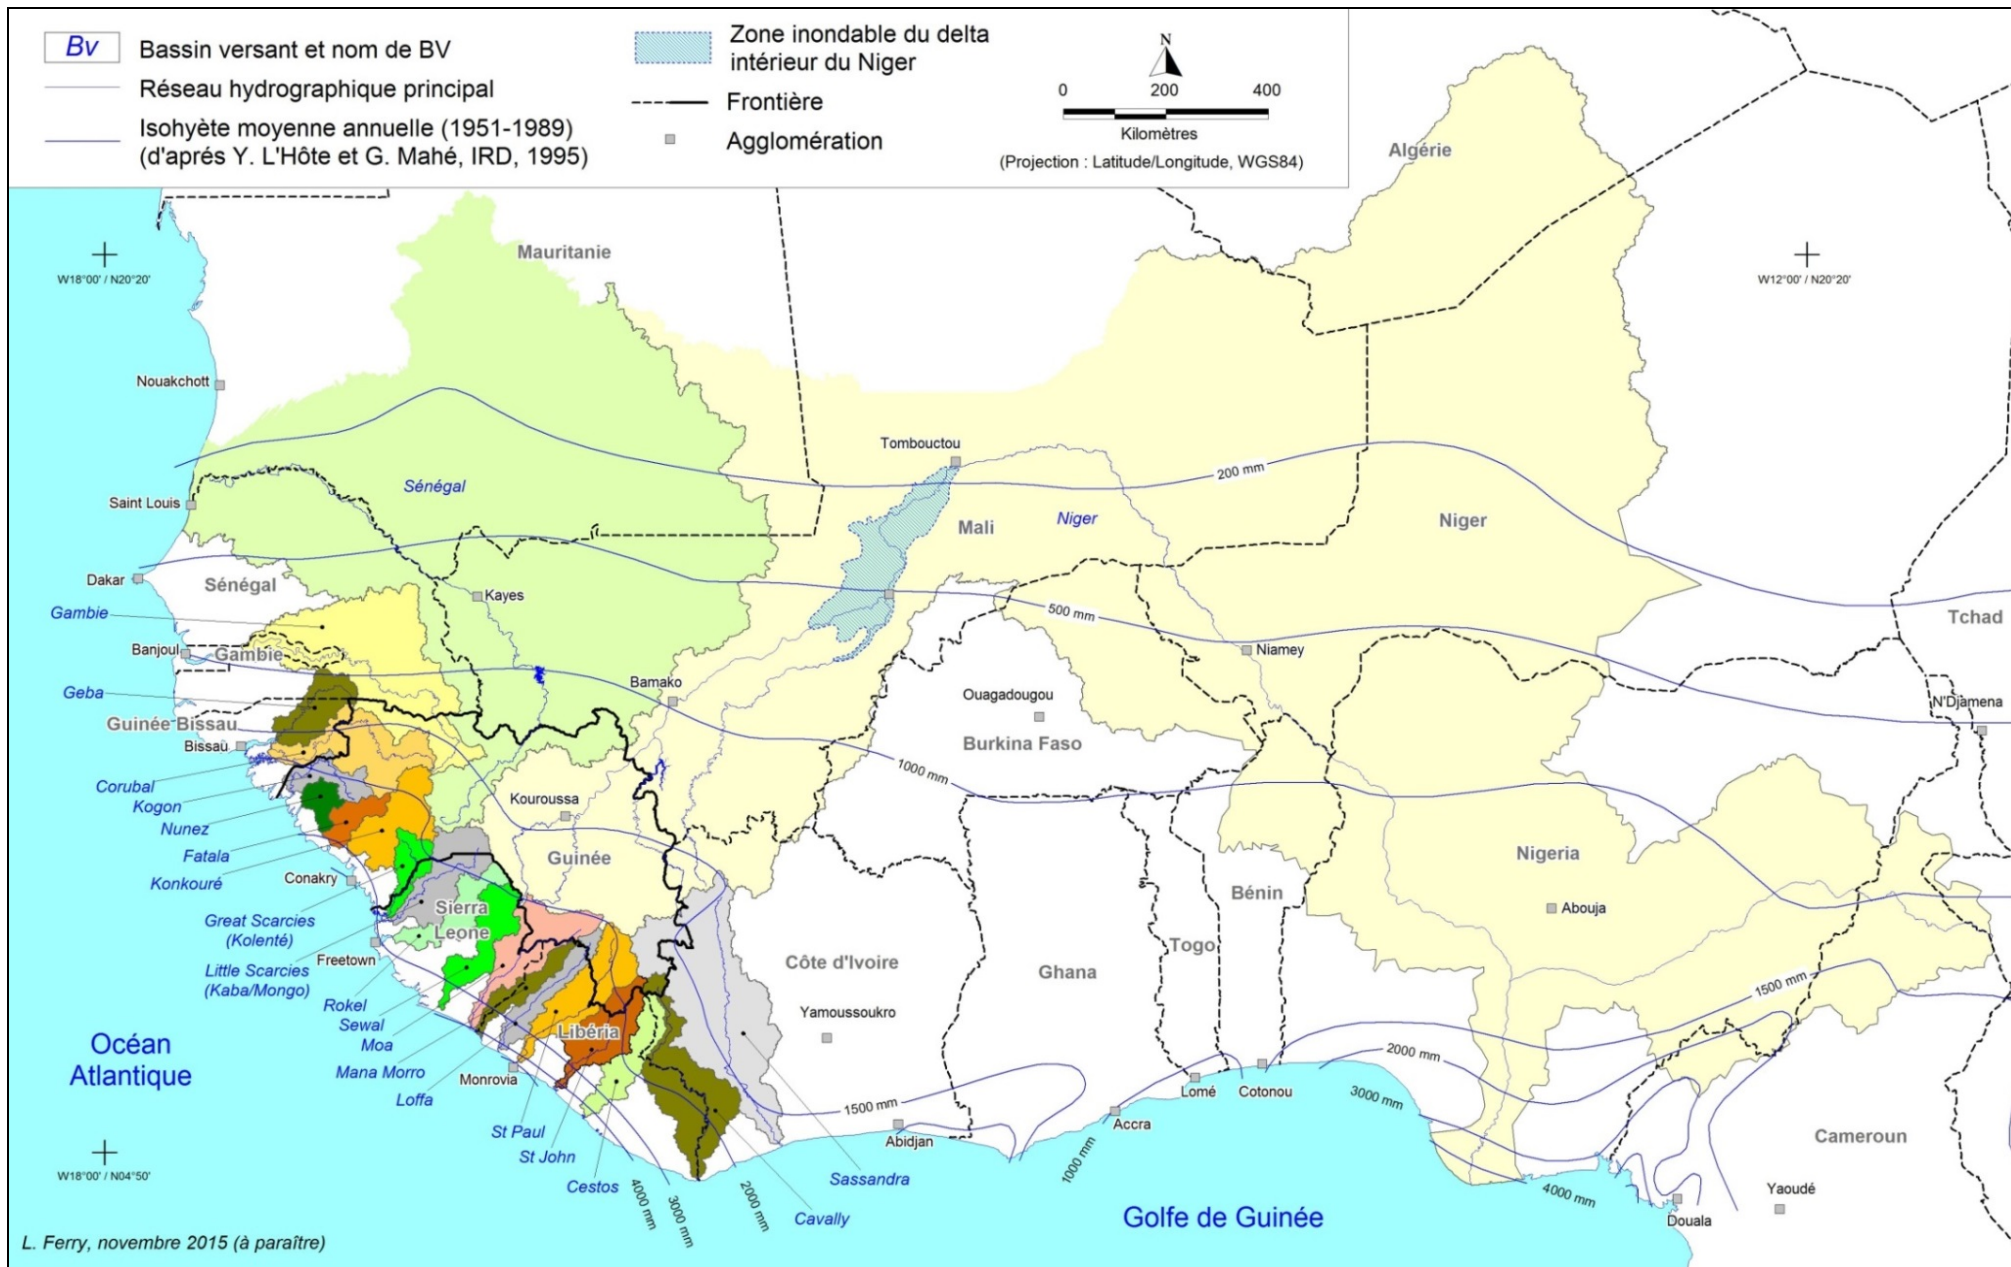 Bv
Bassin versant et nom de BV
Réseau hydrographique principal
Isohyète moyenne annuelle (1951-1989)
(d'aprés Y. L'Hôte et G. Mahé, IRD, 1995)
Zone inondable du delta
intérieur du Niger
Frontière
Agglomération
N
0 200 400
Kilomètres
(Projection : Latitude/Longitude, WGS84)
Algérie
Mauritanie
W18°00' / N20°20'
W12°00' / N20°20'
Nouakchott
Tombouctou
200 mm
Saint Louis
Sénégal
Mali
Niger
Niger
Dakar
Sénégal
Kayes
Gambie
500 mm
Tchad
Banjoul
Gambie
Niamey
Geba
Bamako
Ouagadougou
N'Djamena
Guinée Bissau
Bissau
Burkina Faso
Corubal
Kogon
1000 mm
Kouroussa
Nunez
Fatala
Guinée
Nigeria
Konkouré
Conakry
Bénin
Abouja
Great Scarcies
(Kolenté)
Sierra
Leone
Togo
Freetown
Côte d'Ivoire
Ghana
Little Scarcies
(Kaba/Mongo)
1500 mm
Rokel
Sewal
Moa
Yamoussoukro
Libéria
Océan
Atlantique
2000 mm
Mana Morro
Monrovia
Loffa
Lomé
Cotonou
3000 mm
1500 mm
Accra
St Paul
Abidjan
Cameroun
St John
1000 mm
W18°00' / N04°50'
Cestos
Sassandra
4000 mm
3000 mm
2000 mm
4000 mm
Yaoudé
Cavally
Golfe de Guinée
Douala
L. Ferry, novembre 2015 (à paraître)